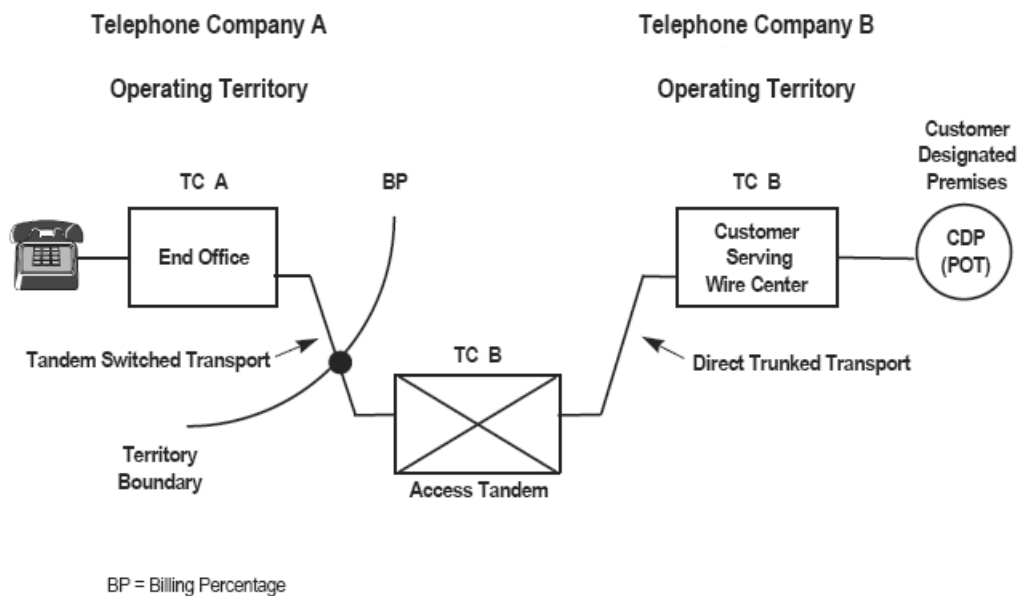 Telephone Company A
Telephone Company B
Operating Territory
Operating Territory
Customer
Designated
Premises
TC A
BP
TC B
End Office
Customer
Serving
Wire Center
CDP
(POT)
Tandem Switched Transport
TC B
Direct Trunked Transport
Territory
Boundary
Access Tandem
BP = Billing Percentage